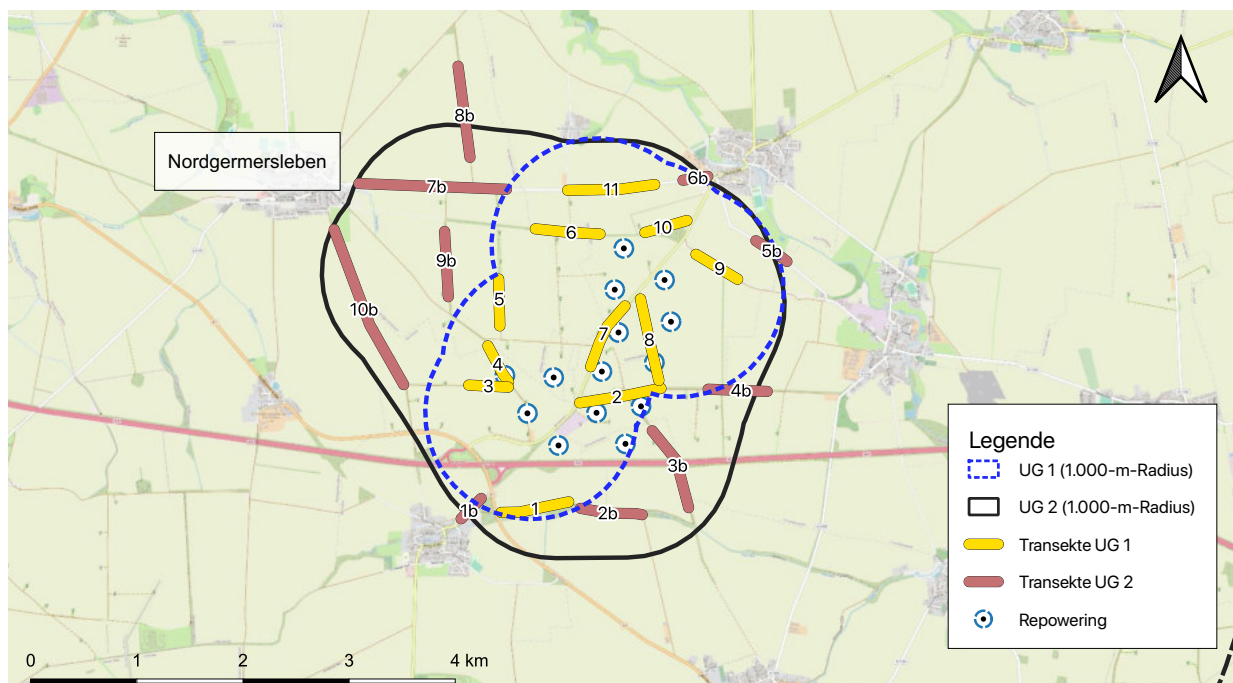 8b
Nordgermersleben
7b
11
6b
6
10
5b
9b
9
5
10b
7
8
4
3
2
4b
3b
1b
1
2b
Legende
UG 1 (1.000-m-Radius)
UG 2 (1.000-m-Radius)
Transekte UG 1
Transekte UG 2
Repowering
0 1 2 3 4 km